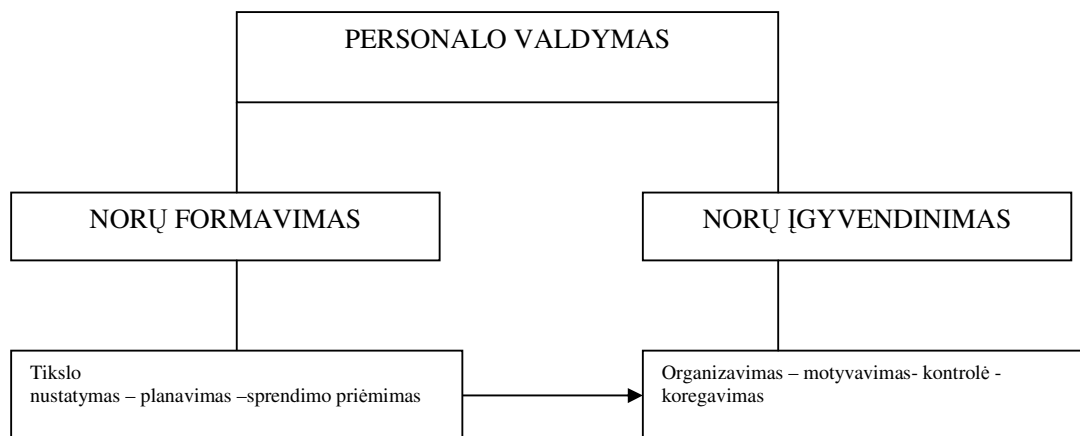 PERSONALO VALDYMAS
NORŲ FORMAVIMAS
NORŲ ĮGYVENDINIMAS
Tikslo
nustatymas – planavimas –sprendimo priėmimas
Organizavimas – motyvavimas- kontrolė -
koregavimas